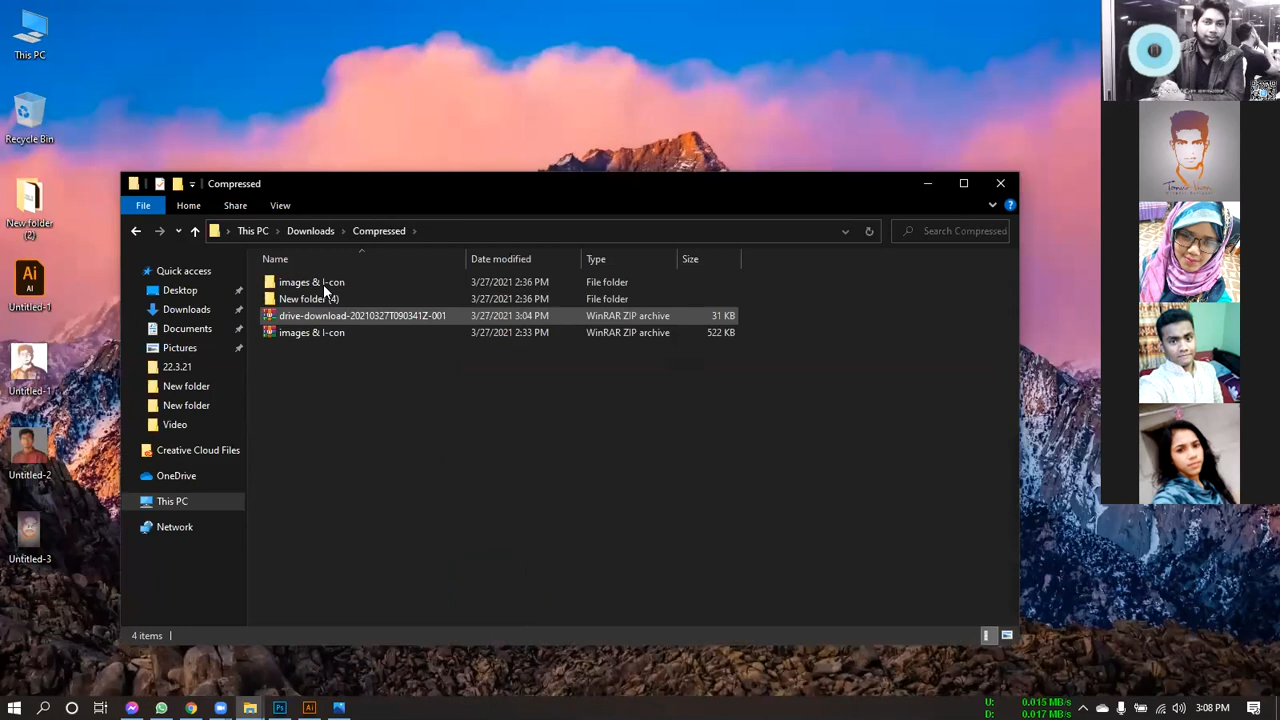 This PC
Recycle Bin
New folder
(2)
Ai
AI
Untitled-1
Untitled-1
Untitled-2
Untitled-3
Compressed
File
Home
Share
View
This PC
Downloads
Compressed
Search Compressed
Name
Date modified
Type
Size
images & I-con
3/27/2021 2:36 PM
File folder
New folder (4)
3/27/2021 2:36 PM
File folder
drive-download-20210327T090341Z-001
3/27/2021 3:04 PM
WinRAR ZIP archive
31 KB
images & I-con
3/27/2021 2:33 PM
WinRAR ZIP archive
522 KB
Quick access
Desktop
Downloads
Documents
Pictures
22.3.21
New folder
New folder
Video
Creative Cloud Files
OneDrive
This PC
Network
4 items
Ps
Ai
U: 0.015 MB/s
D: 0.017 MB/s
3:08 PM